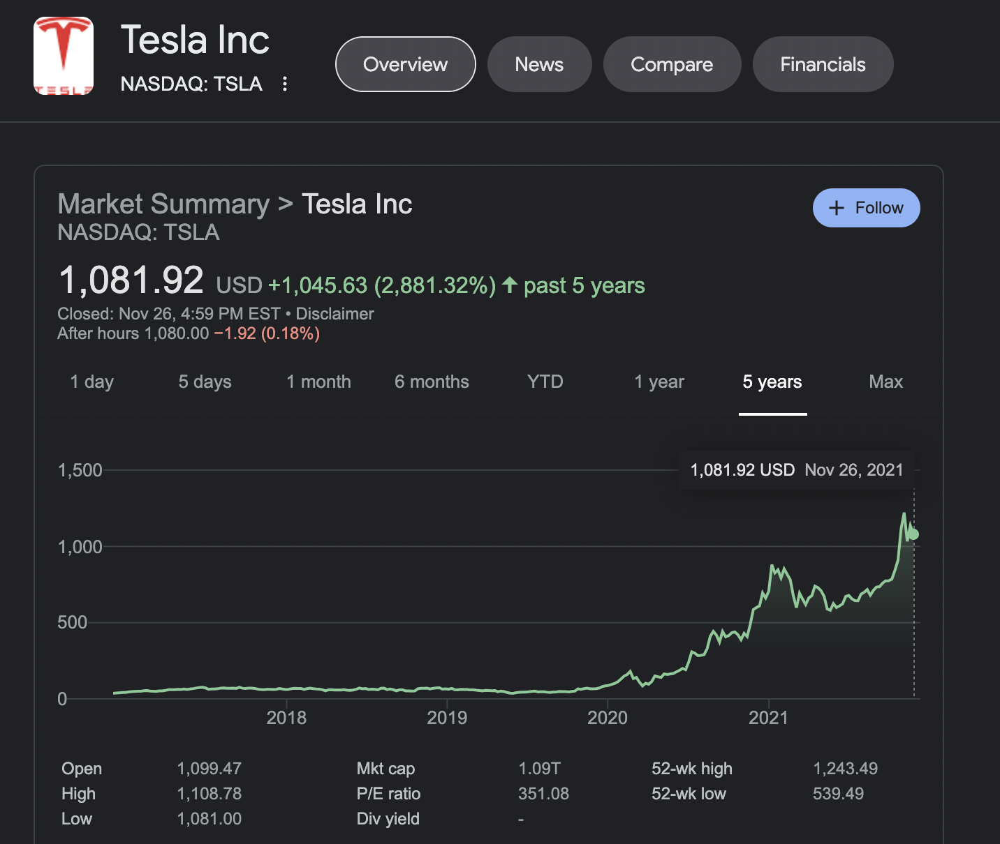 TESLA
Tesla Inc
NASDAQ: TSLA
Overview
News
Compare
Financials
Market Summary > Tesla Inc
NASDAQ: TSLA
+ Follow
1,081.92 USD +1,045.63 (2,881.32%) ↑ past 5 years
Closed: Nov 26, 4:59 PM EST • Disclaimer
After hours 1,080.00 −1.92 (0.18%)
1 day 5 days 1 month 6 months YTD 1 year 5 years Max
1,081.92 USD Nov 26, 2021
1,500
1,000
500
0
2018 2019 2020 2021
Open 1,099.47 Mkt cap 1.09T 52-wk high 1,243.49
High 1,108.78 P/E ratio 351.08 52-wk low 539.49
Low 1,081.00 Div yield -